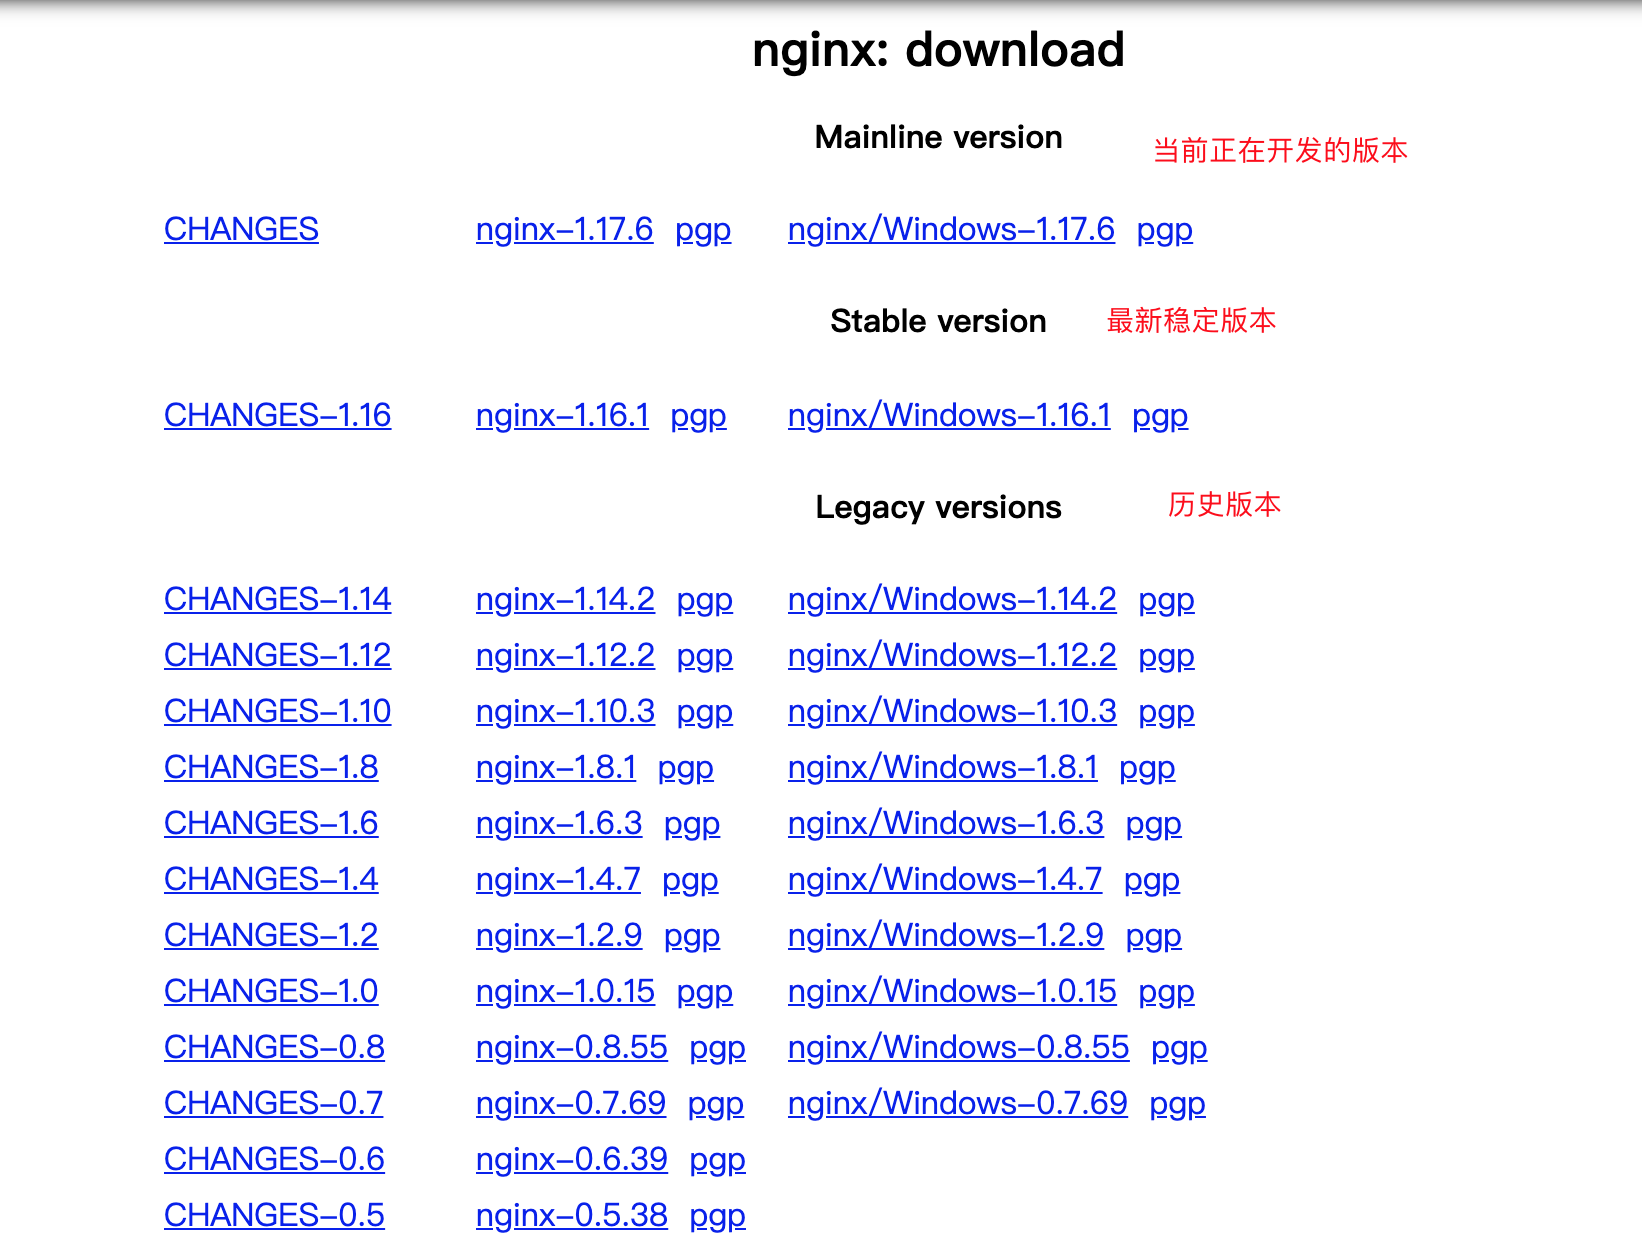 nginx: download
Mainline version 当前正在开发的版本
CHANGES nginx-1.17.6 pgp nginx/Windows-1.17.6 pgp
Stable version 最新稳定版本
CHANGES-1.16 nginx-1.16.1 pgp nginx/Windows-1.16.1 pgp
Legacy versions 历史版本
CHANGES-1.14 nginx-1.14.2 pgp nginx/Windows-1.14.2 pgp
CHANGES-1.12 nginx-1.12.2 pgp nginx/Windows-1.12.2 pgp
CHANGES-1.10 nginx-1.10.3 pgp nginx/Windows-1.10.3 pgp
CHANGES-1.8 nginx-1.8.1 pgp nginx/Windows-1.8.1 pgp
CHANGES-1.6 nginx-1.6.3 pgp nginx/Windows-1.6.3 pgp
CHANGES-1.4 nginx-1.4.7 pgp nginx/Windows-1.4.7 pgp
CHANGES-1.2 nginx-1.2.9 pgp nginx/Windows-1.2.9 pgp
CHANGES-1.0 nginx-1.0.15 pgp nginx/Windows-1.0.15 pgp
CHANGES-0.8 nginx-0.8.55 pgp nginx/Windows-0.8.55 pgp
CHANGES-0.7 nginx-0.7.69 pgp nginx/Windows-0.7.69 pgp
CHANGES-0.6 nginx-0.6.39 pgp
CHANGES-0.5 nginx-0.5.38 pgp